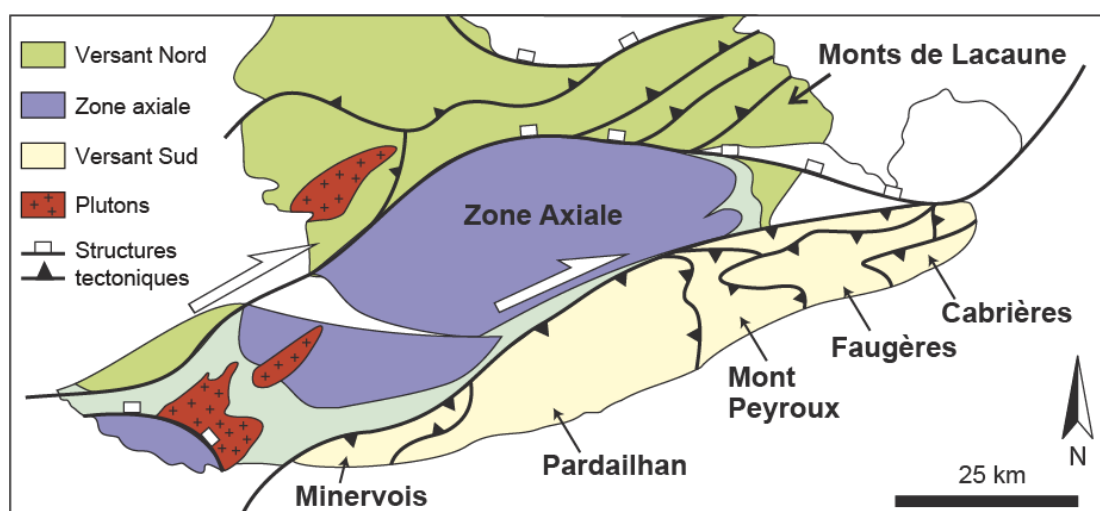 Versant Nord
Zone axiale
Versant Sud
Plutons
Structures
tectoniques
Monts de Lacaune
Zone Axiale
Cabrières
Faugères
Mont
Peyroux
Pardailhan
Minervois
N
25 km